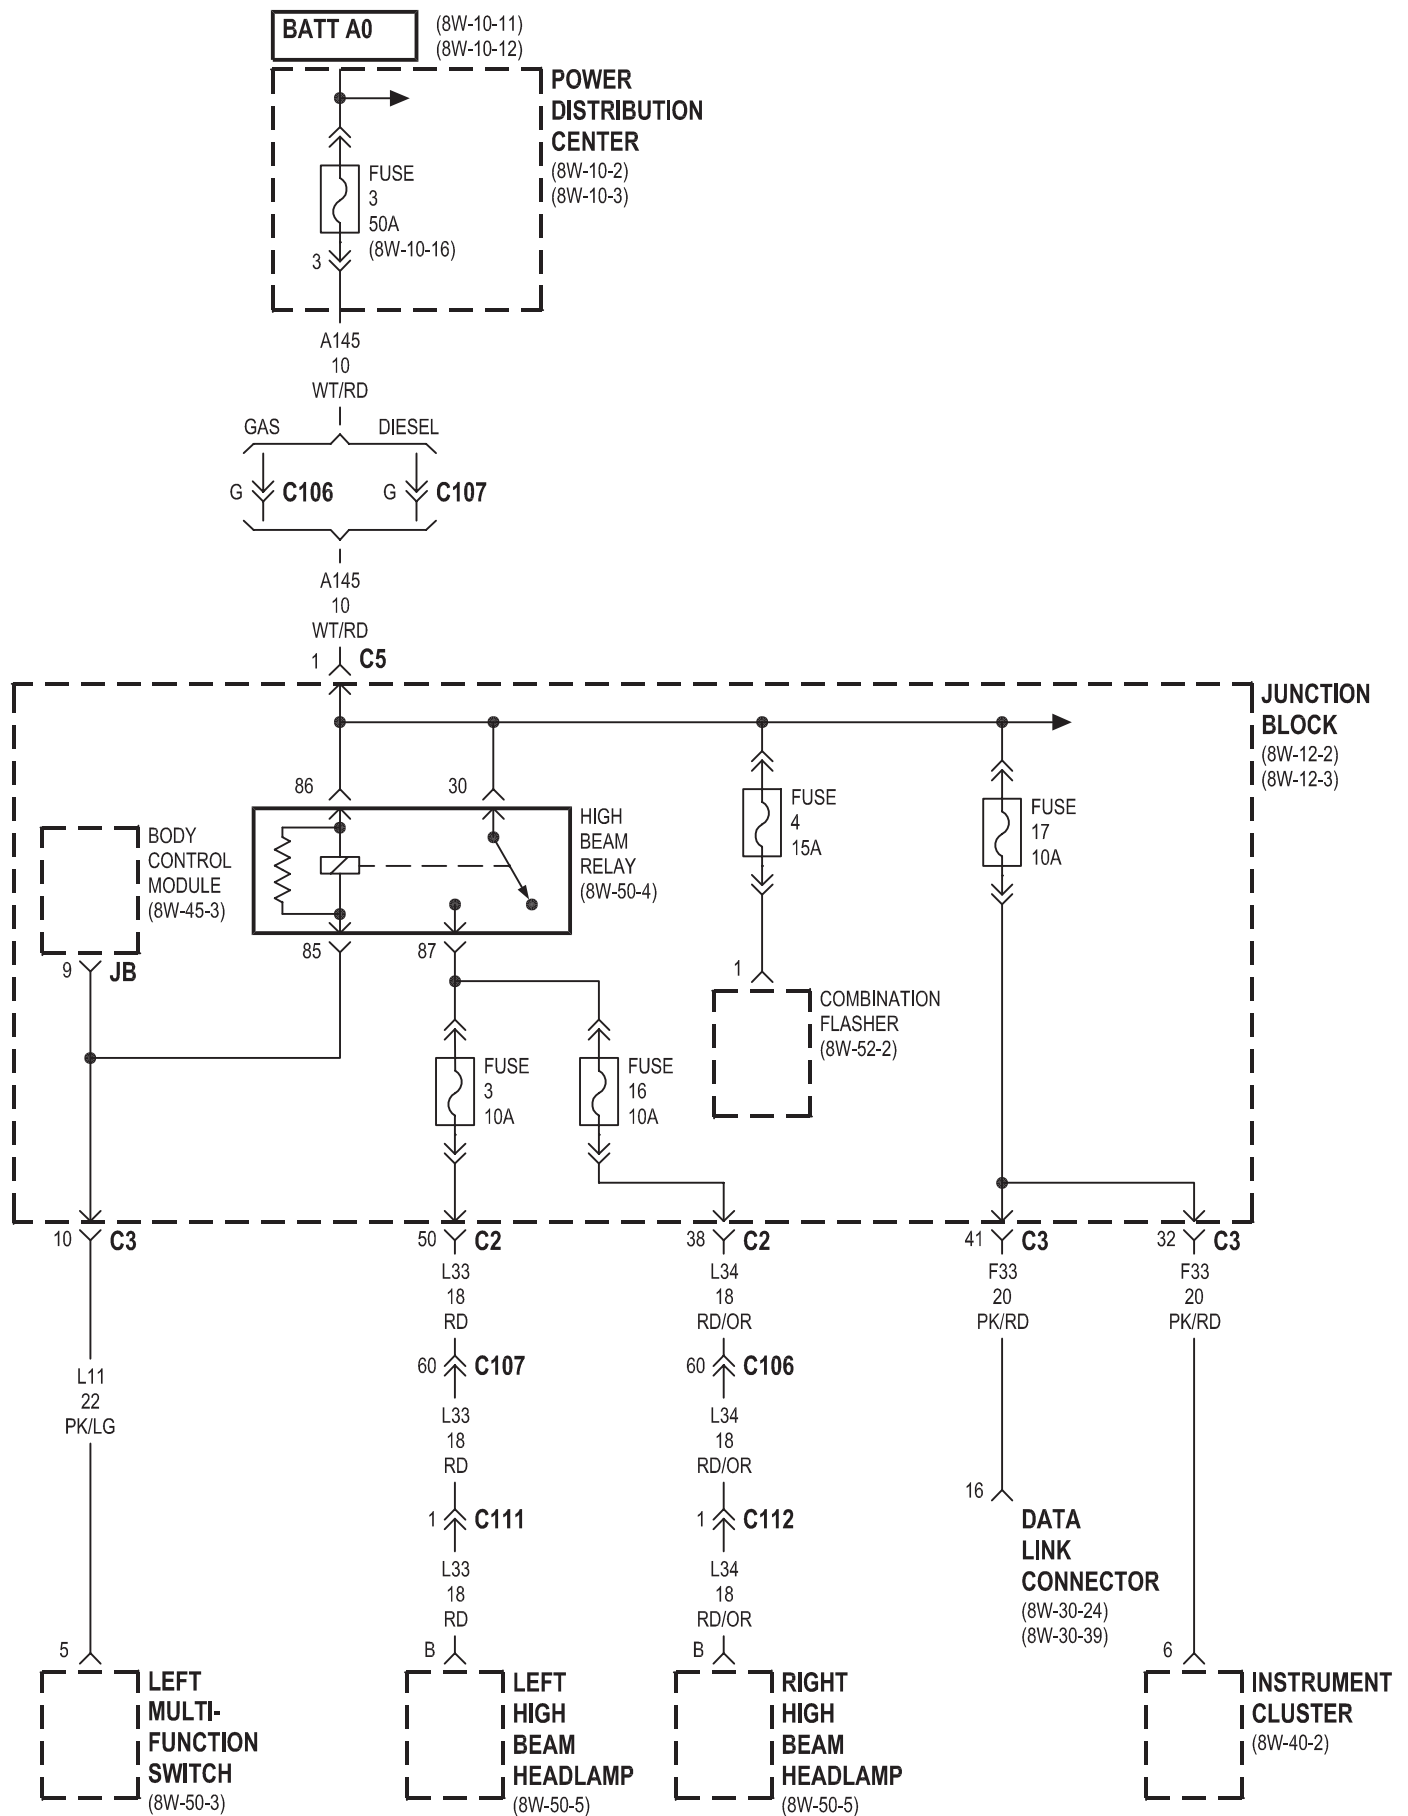 BATT A0
(8W-10-11)
(8W-10-12)
POWER
DISTRIBUTION
CENTER
(8W-10-2)
(8W-10-3)
FUSE
3
50A
(8W-10-16)
3
A145
10
WT/RD
GAS
DIESEL
G
C106
G
C107
A145
10
WT/RD
1
C5
JUNCTION
BLOCK
(8W-12-2)
(8W-12-3)
86
30
HIGH
BEAM
RELAY
(8W-50-4)
FUSE
4
15A
FUSE
17
10A
BODY
CONTROL
MODULE
(8W-45-3)
85
87
9
JB
1
COMBINATION
FLASHER
(8W-52-2)
FUSE
3
10A
FUSE
16
10A
10
C3
50
C2
38
C2
41
C3
32
C3
L33
18
RD
L34
18
RD/OR
F33
20
PK/RD
F33
20
PK/RD
60
C107
60
C106
L11
22
PK/LG
L33
18
RD
L34
18
RD/OR
16
1
C111
1
C112
DATA
LINK
CONNECTOR
(8W-30-24)
(8W-30-39)
L33
18
RD
L34
18
RD/OR
5
B
B
6
LEFT
MULTI-
FUNCTION
SWITCH
(8W-50-3)
LEFT
HIGH
BEAM
HEADLAMP
(8W-50-5)
RIGHT
HIGH
BEAM
HEADLAMP
(8W-50-5)
INSTRUMENT
CLUSTER
(8W-40-2)